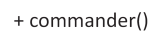 + commander()